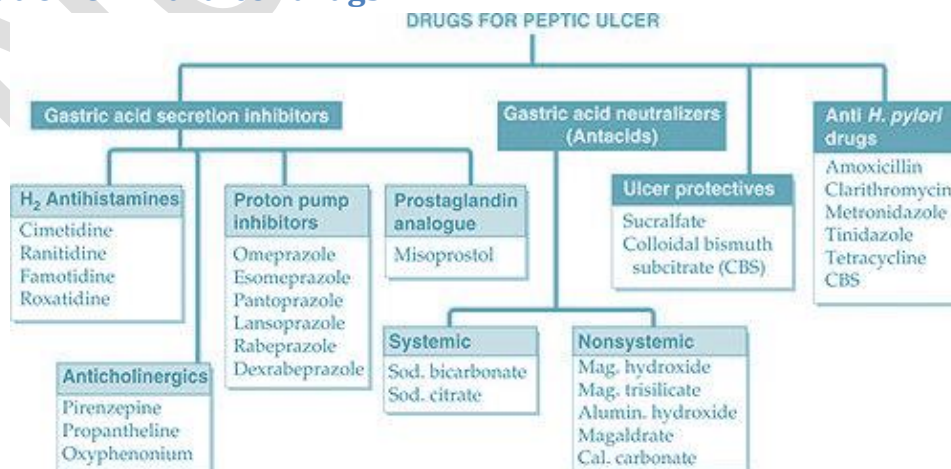 DRUGS FOR PEPTIC ULCER
Gastric acid secretion inhibitors
Gastric acid neutralizers
(Antacids)
Anti H. pylori
drugs
Amoxicillin
Clarithromycin
Metronidazole
Tinidazole
Tetracycline
CBS
H₂ Antihistamines
Cimetidine
Ranitidine
Famotidine
Roxatidine
Proton pump
inhibitors
Omeprazole
Esomeprazole
Pantoprazole
Lansoprazole
Rabeprazole
Dexrabeprazole
Prostaglandin
analogue
Misoprostol
Ulcer protectives
Sucralfate
Colloidal bismuth
subcitrate (CBS)
Anticholinergics
Pirenzepine
Propantheline
Oxyphenonium
Systemic
Sod. bicarbonate
Sod. citrate
Nonsystemic
Mag. hydroxide
Mag. trisilicate
Alumin. hydroxide
Magaldrate
Cal. carbonate